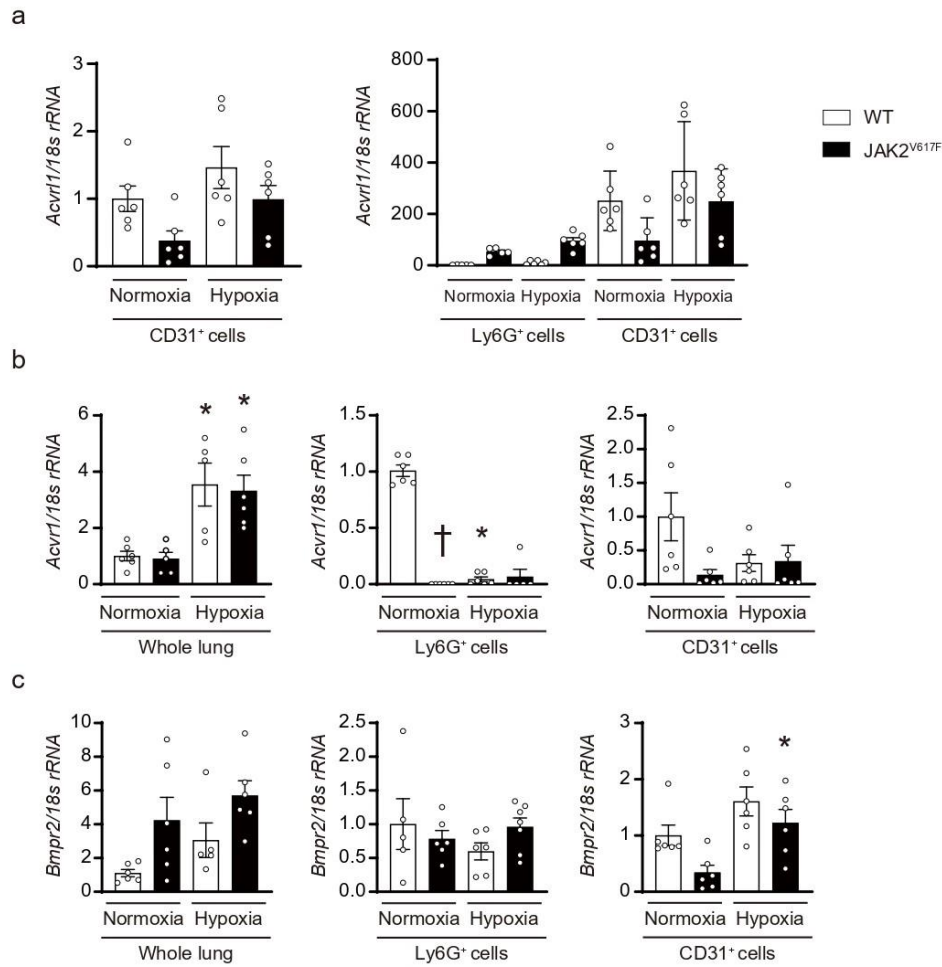 a
Acvrl1/18s rRNA
3
2
1
0
Normoxia Hypoxia
CD31+ cells
Acvrl1/18s rRNA
800
600
400
200
0
Normoxia Hypoxia Normoxia Hypoxia
Ly6G+ cells CD31+ cells
WT
JAK2V617F
b
Acvr1/18s rRNA
6
4
2
0
* *
Normoxia Hypoxia
Whole lung
Acvr1/18s rRNA
1.5
1.0
0.5
0.0
† *
Normoxia Hypoxia
Ly6G+ cells
Acvr1/18s rRNA
2.5
2.0
1.5
1.0
0.5
0.0
Normoxia Hypoxia
CD31+ cells
c
Bmpr2/18s rRNA
10
8
6
4
2
0
Normoxia Hypoxia
Whole lung
Bmpr2/18s rRNA
2.5
2.0
1.5
1.0
0.5
0.0
Normoxia Hypoxia
Ly6G+ cells
Bmpr2/18s rRNA
3
2
1
0
*
Normoxia Hypoxia
CD31+ cells